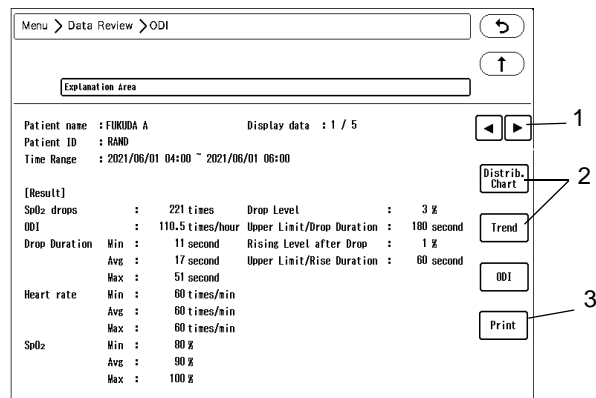 Menu > Data Review > ODI
Explanation Area
Patient name : FUKUDA A Display data : 1 / 5
Patient ID : RAND
Time Range : 2021/06/01 04:00 ~ 2021/06/01 06:00
[Result]
SpO₂ drops : 221 times Drop Level : 3 %
ODI : 110.5 times/hour Upper Limit/Drop Duration : 180 second
Drop Duration Min : 11 second Rising Level after Drop : 1 %
Avg : 17 second Upper Limit/Rise Duration : 60 second
Max : 51 second
Heart rate Min : 60 times/min
Avg : 60 times/min
Max : 60 times/min
SpO₂ Min : 80 %
Avg : 90 %
Max : 100 %
1
Distrib. Chart
2
Trend
ODI
3
Print